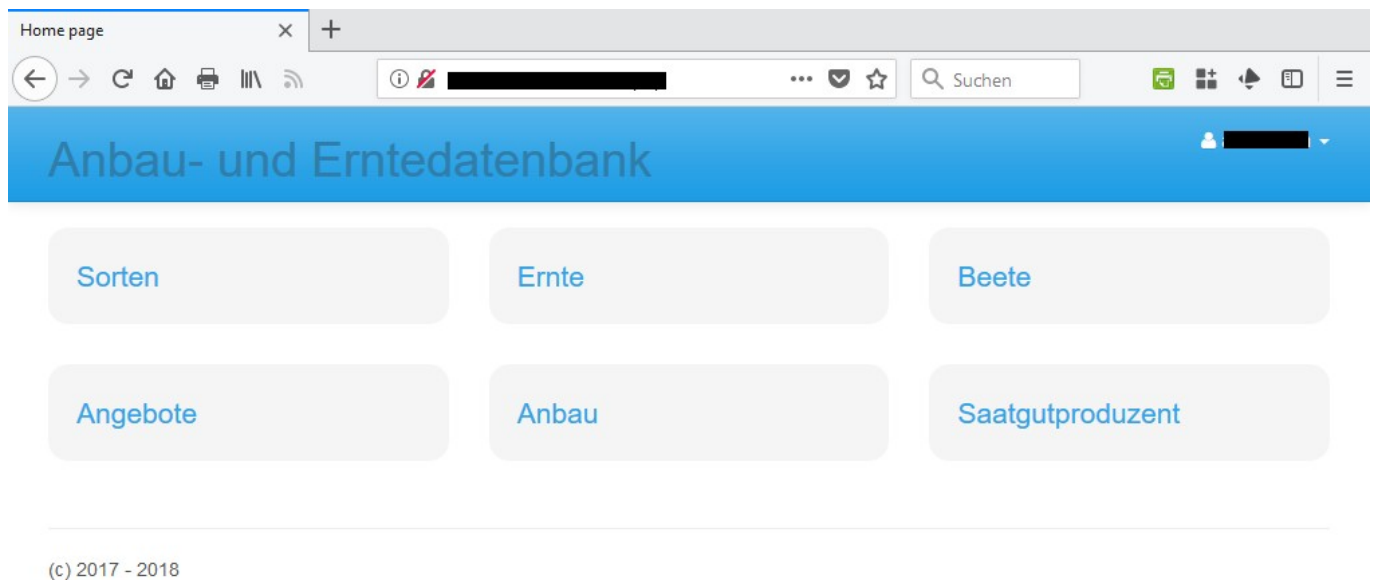 Home page
Suchen
Anbau- und Erntedatenbank
Sorten
Ernte
Beete
Angebote
Anbau
Saatgutproduzent
(c) 2017 - 2018